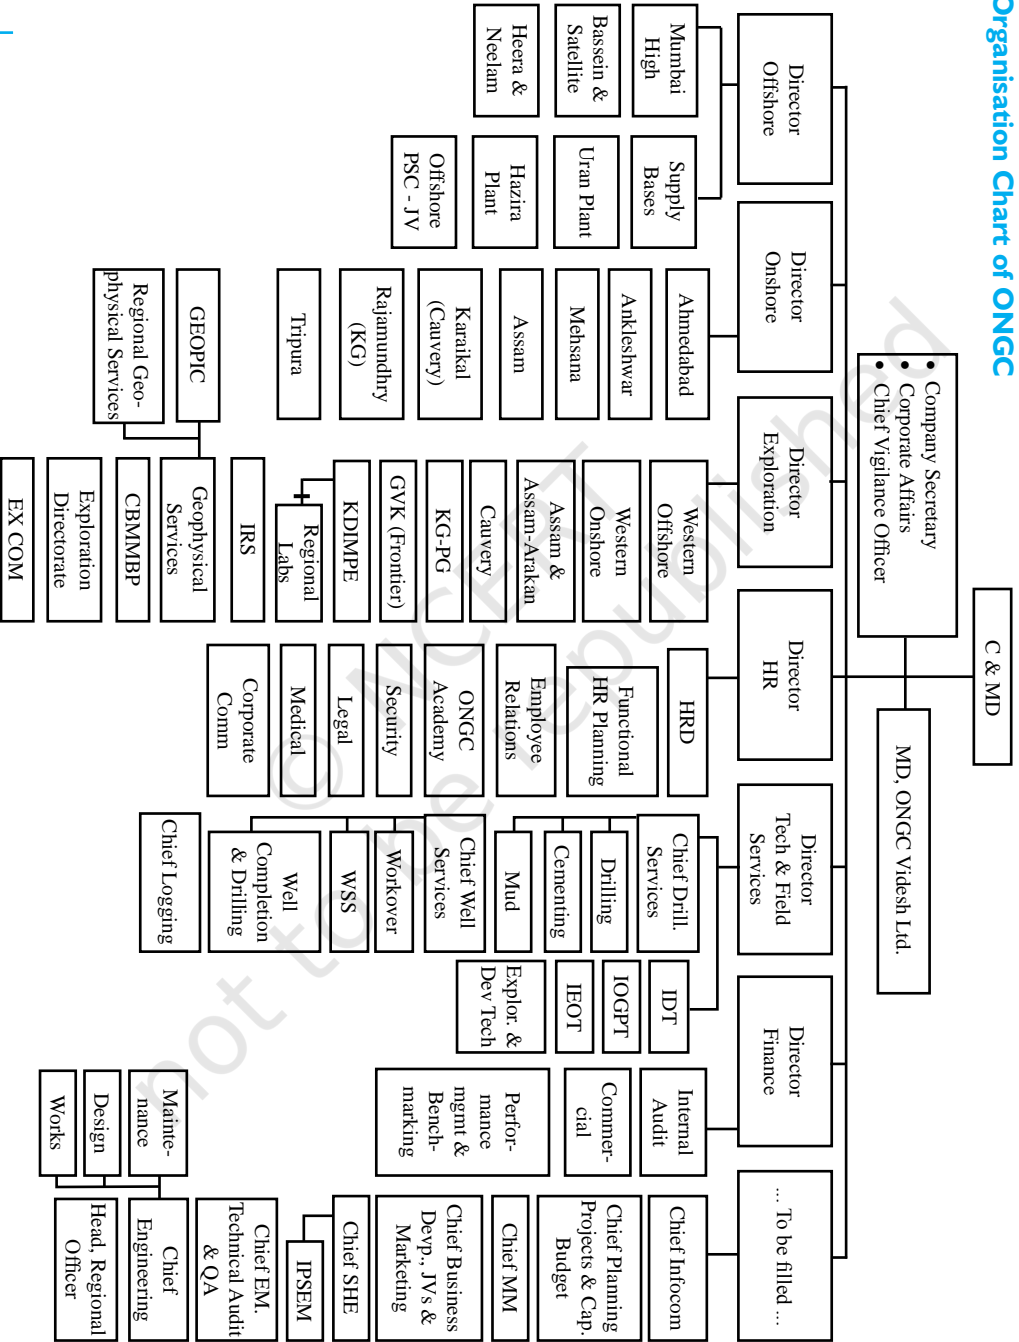 Organisation Chart of ONGC
C & MD
• Company Secretary
• Corporate Affairs
• Chief Vigilance Officer
MD, ONGC Videsh Ltd.
Director
Offshore
Director
Onshore
Director
Exploration
Director
HR
Director
Tech & Field
Services
Director
Finance
.... To be filled ...
Mumbai
High
Bassein &
Satellite
Heera &
Neelam
Supply
Bases
Uran Plant
Hazira
Plant
Offshore
PSC - JV
Ahmedabad
Ankleshwar
Mehsana
Assam
Karaikal
(Cauvery)
Rajamundhry
(KG)
Tripura
GEOPIC
Regional Geo-
physical Services
Western
Offshore
Western
Onshore
Assam &
Assam-Arakan
Cauvery
KG-PG
GVK (Frontier)
KDIMPE
Regional
Labs
IRS
Geophysical
Services
CBMMBP
Exploration
Directorate
EX COM
HRD
Functional
HR Planning
Employee
Relations
ONGC
Academy
Security
Legal
Medical
Corporate
Comm
Chief Drill.
Services
Drilling
Cementing
Mud
Chief Well
Services
Workover
WSS
Well
Completion
& Drilling
Chief Logging
IDT
IOGPT
IEOT
Explor. &
Dev Tech
Internal
Audit
Commer-
cial
Perfor-
mance
mgmt &
Bench-
marking
Mainte-
nance
Design
Works
Chief Infocom
Chief Planning
Projects & Cap.
Budget
Chief MM
Chief Business
Devp., JVs &
Marketing
Chief SHE
IPSEM
Chief EM.
Technical Audit
& QA
Chief
Engineering
Head, Regional
Officer
© NCERT
not to be republished